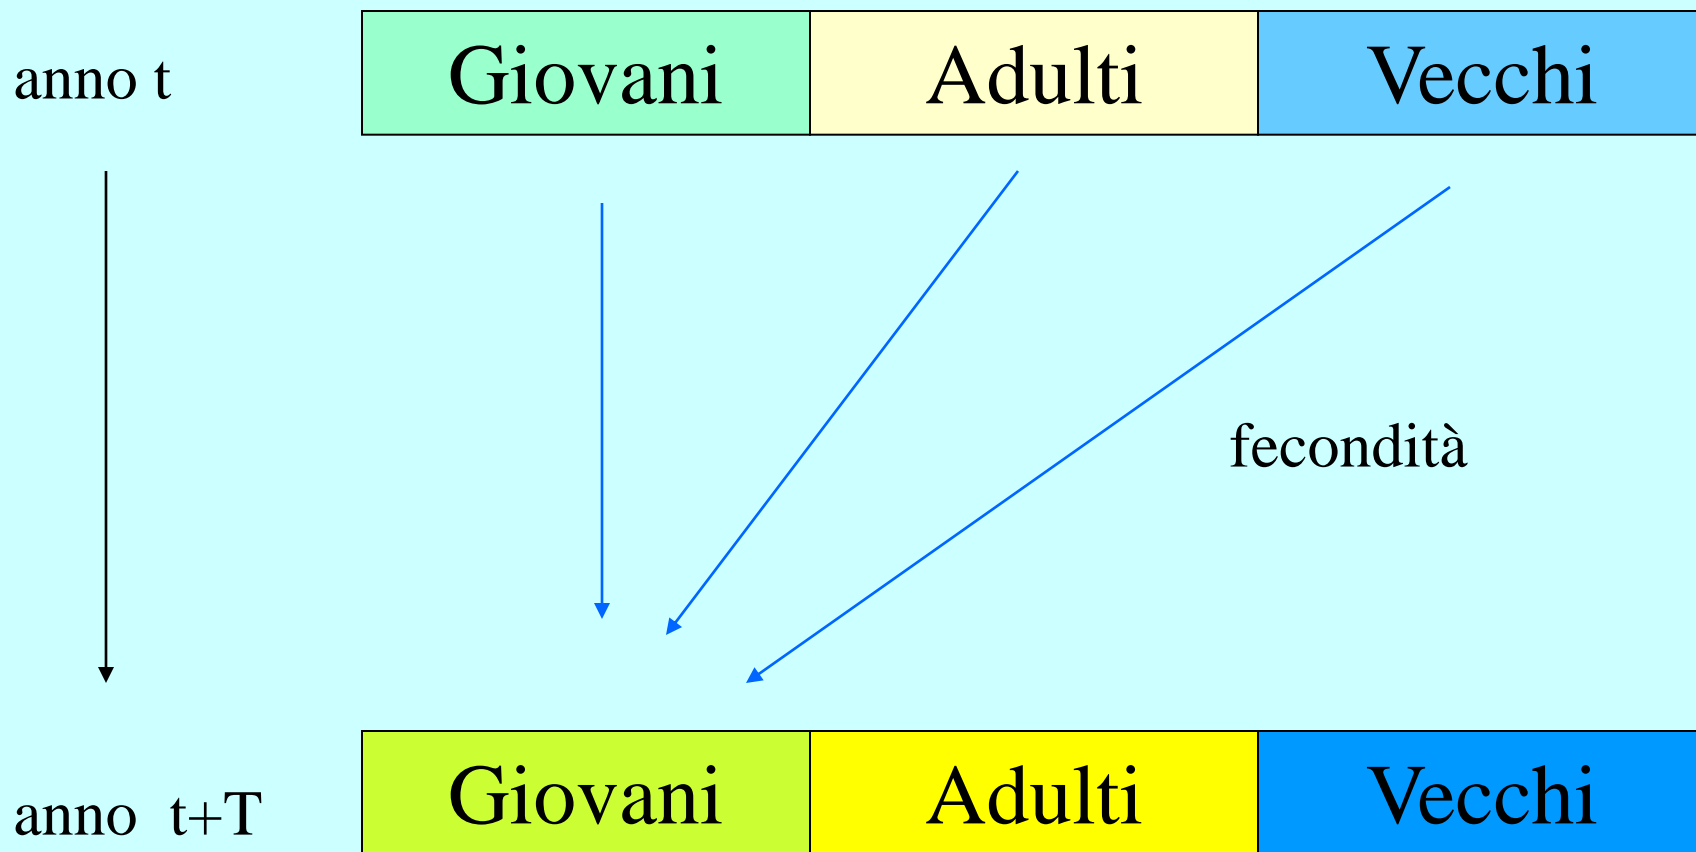 anno t Giovani Adulti Vecchi
fecondità
anno t+T Giovani Adulti Vecchi